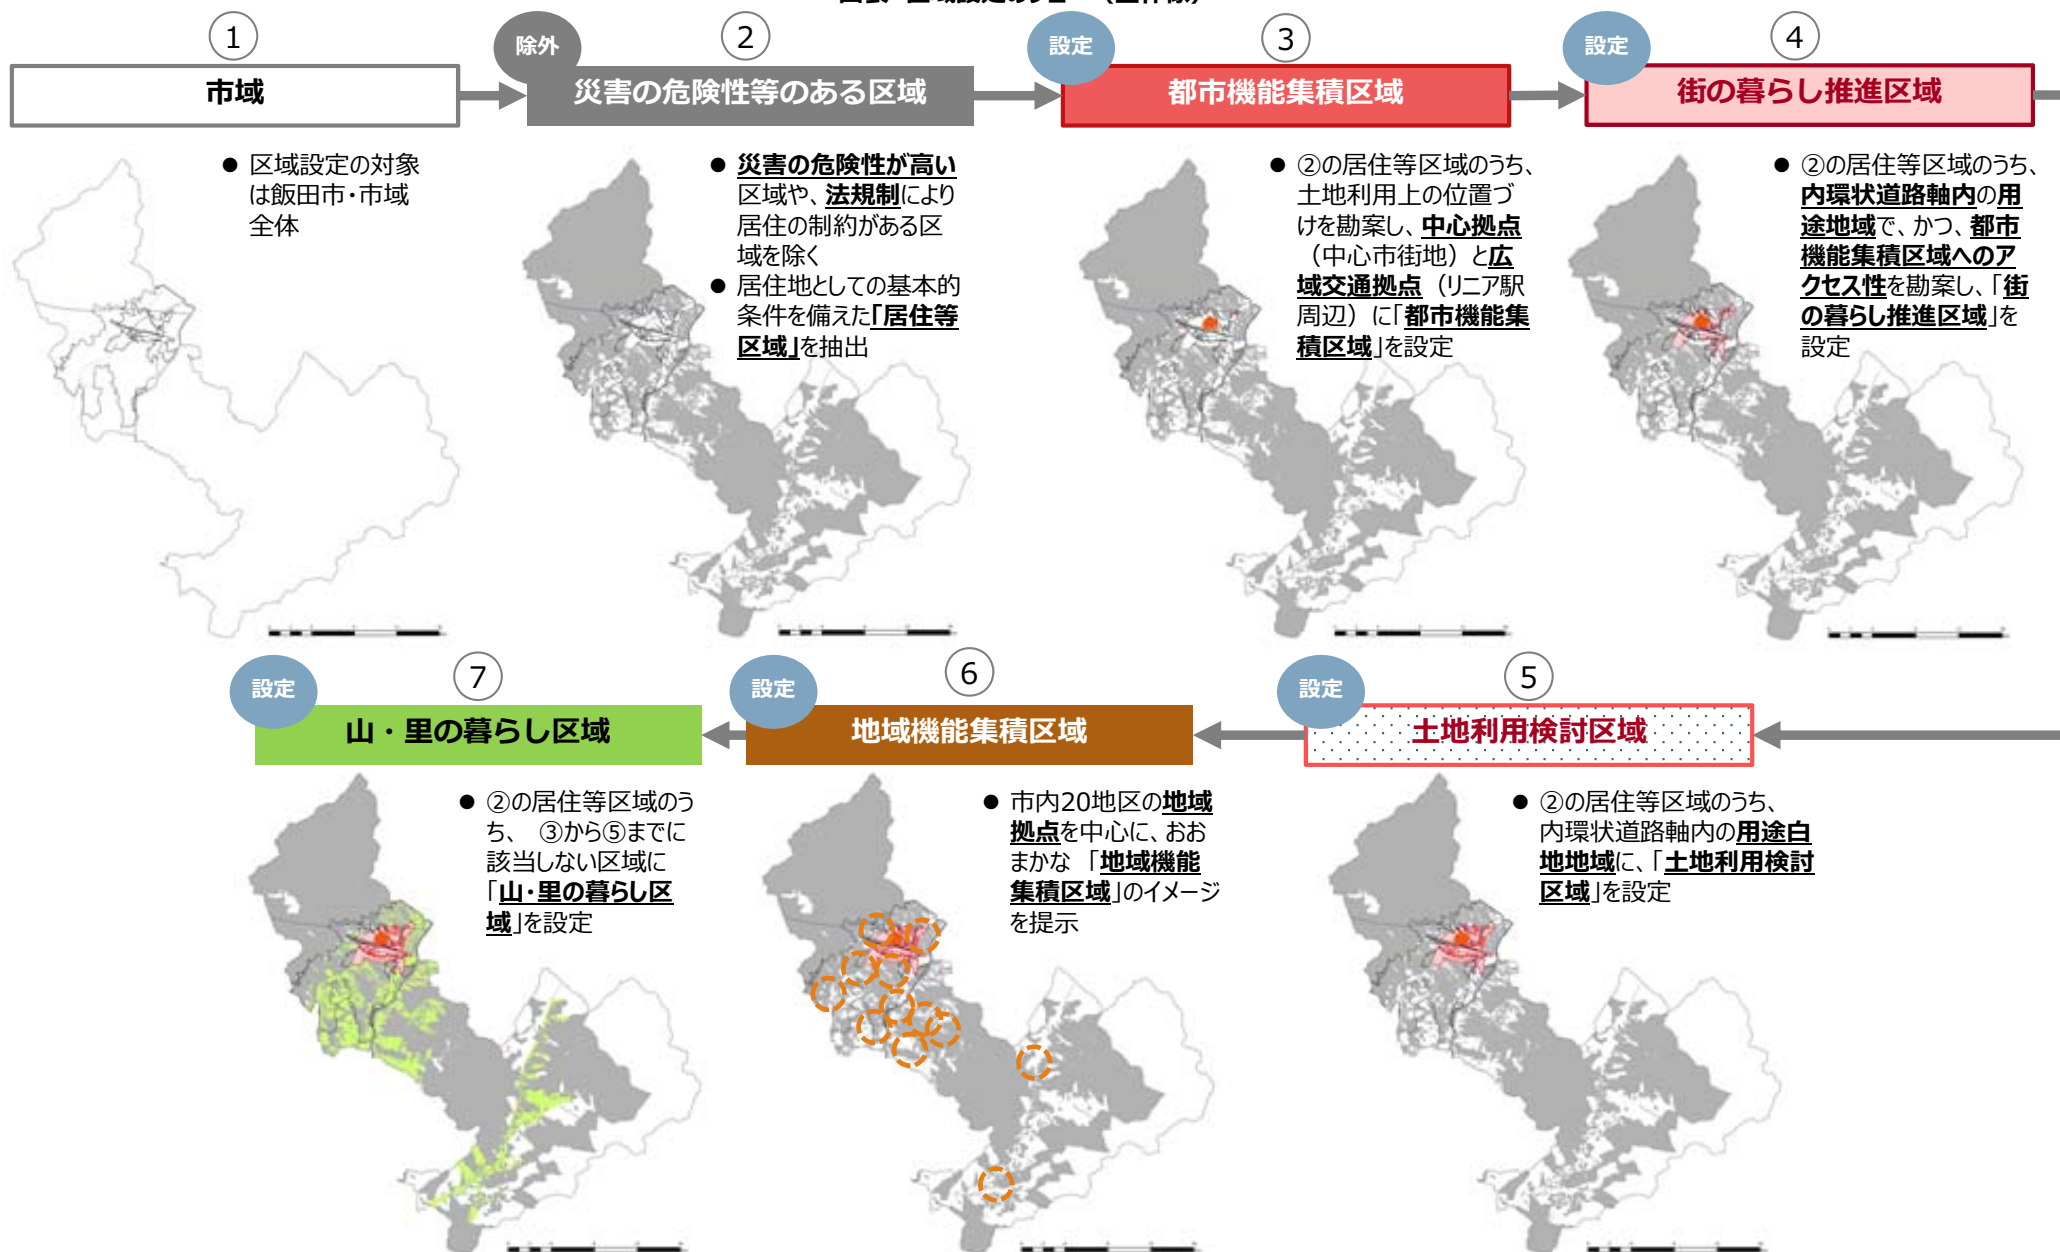 ①
市域
● 区域設定の対象
は飯田市・市域
全体
除外
②
災害の危険性等のある区域
● 災害の危険性が高い
区域や、法規制により
居住の制約がある区
域を除く
● 居住地としての基本的
条件を備えた「居住等
区域」を抽出
設定
③
都市機能集積区域
● ②の居住等区域のうち、
土地利用上の位置づ
けを勘案し、中心拠点
（中心市街地）と広
域交通拠点（リニア駅
周辺）に「都市機能集
積区域」を設定
設定
④
街の暮らし推進区域
● ②の居住等区域のうち、
内環状道路軸内の用
途地域で、かつ、都市
機能集積区域へのア
クセス性を勘案し、「街
の暮らし推進区域」を
設定
設定
⑤
土地利用検討区域
● ②の居住等区域のうち、
内環状道路軸内の用途白
地地域に、「土地利用検討
区域」を設定
設定
⑥
地域機能集積区域
● 市内20地区の地域
拠点を中心に、おお
まかな「地域機能
集積区域」のイメージ
を提示
設定
⑦
山・里の暮らし区域
● ②の居住等区域のう
ち、 ③から⑤までに
該当しない区域に
「山・里の暮らし区
域」を設定